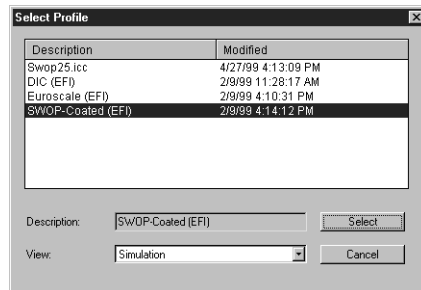 Select Profile
Description Modified
Swop25.icc 4/27/99 4:13:09 PM
DIC (EFI) 2/9/99 11:28:17 AM
Euroscale (EFI) 2/9/99 4:10:31 PM
SWOP-Coated (EFI) 2/9/99 4:14:12 PM
Description: SWOP-Coated (EFI) Select
View: Simulation Cancel